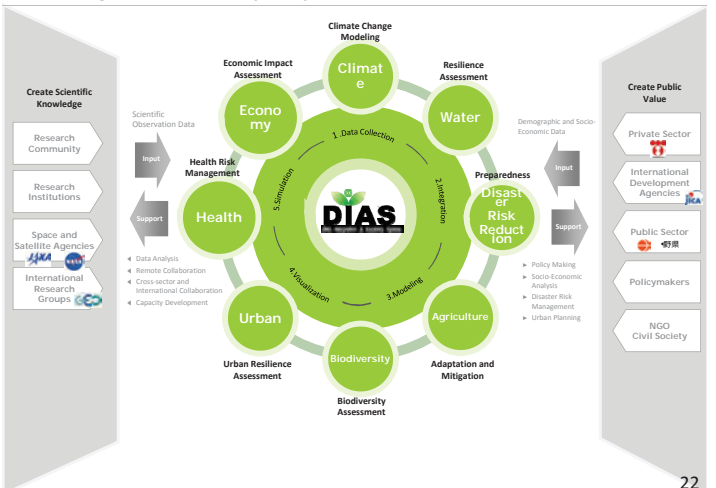 Climate Change
Modeling
Economic Impact
Assessment
Climat
e
Resilience
Assessment
Create Scientific
Knowledge
Create Public
Value
Econo
my
Water
Scientific
Observation Data
Demographic and Socio-
Economic Data
1.Data Collection
2.Integration
3.Modeling
4.Visualization
5.Simulation
Research
Community
Private Sector
Input
Input
Health Risk
Management
Preparedness
Research
Institutions
International
Development
Agencies
JICA
DIAS
Health
Disast
er
Risk
Reduct
ion
Support
Support
Space and
Satellite Agencies
JAXA
NASA
Public Sector
International
Research
Groups
GEO
Data Analysis
Remote Collaboration
Cross-sector and
International Collaboration
Capacity Development
Policy Making
Socio-Economic
Analysis
Disaster Risk
Management
Urban Planning
Policymakers
Urban
Agriculture
NGO
Civil Society
Biodiversity
Urban Resilience
Assessment
Adaptation and
Mitigation
Biodiversity
Assessment
22